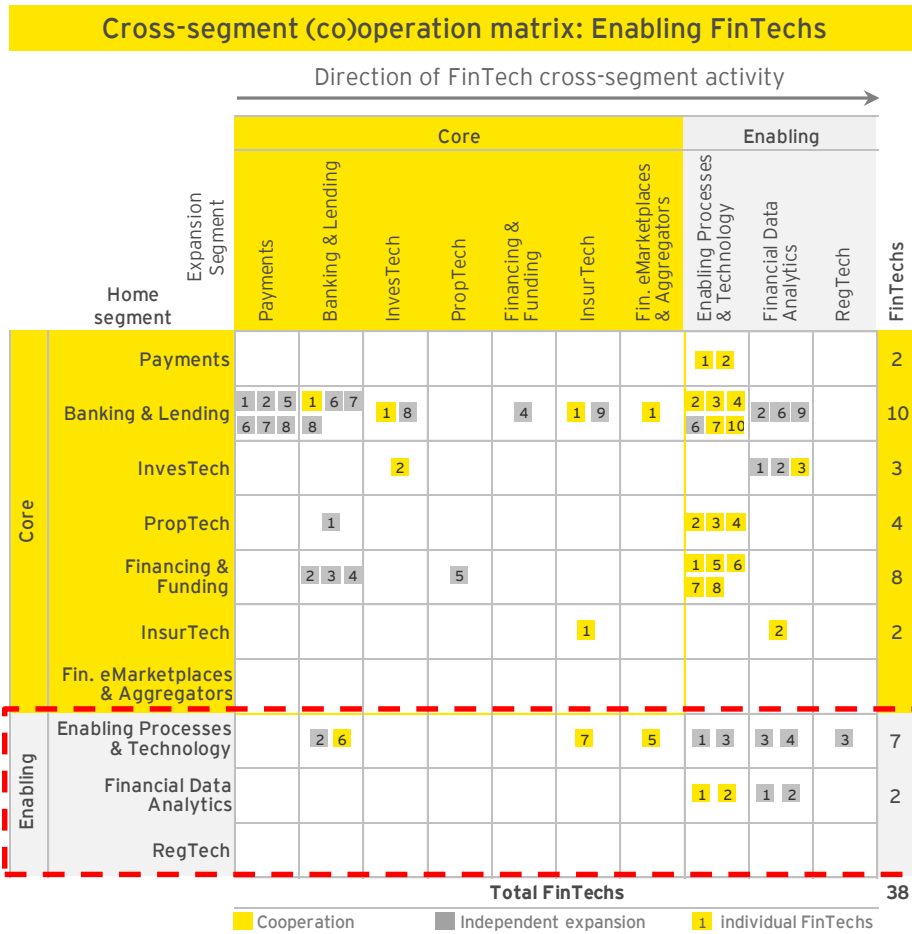 Cross-segment (co)operation matrix: Enabling FinTechs
Direction of FinTech cross-segment activity
Core
Enabling
Expansion
Segment
Home
segment
Payments
Banking & Lending
InvesTech
PropTech
Financing &
Funding
InsurTech
Fin. eMarketplaces
& Aggregators
Enabling Processes
& Technology
Financial Data
Analytics
RegTech
FinTechs
Core
Payments
1 2
2
Banking & Lending
1 2 5
6 7 8
1 6 7
8
1 8
4
1 9
1
2 3 4
6 7 10
2 6 9
10
InvesTech
2
1 2 3
3
PropTech
1
2 3 4
4
Financing &
Funding
2 3 4
5
1 5 6
7 8
8
InsurTech
1
2
2
Fin. eMarketplaces
& Aggregators
Enabling
Enabling Processes
& Technology
2 6
7
5
1 3
3 4
3
7
Financial Data
Analytics
1 2
1 2
2
RegTech
Total FinTechs
38
Cooperation
Independent expansion
1 individual FinTechs